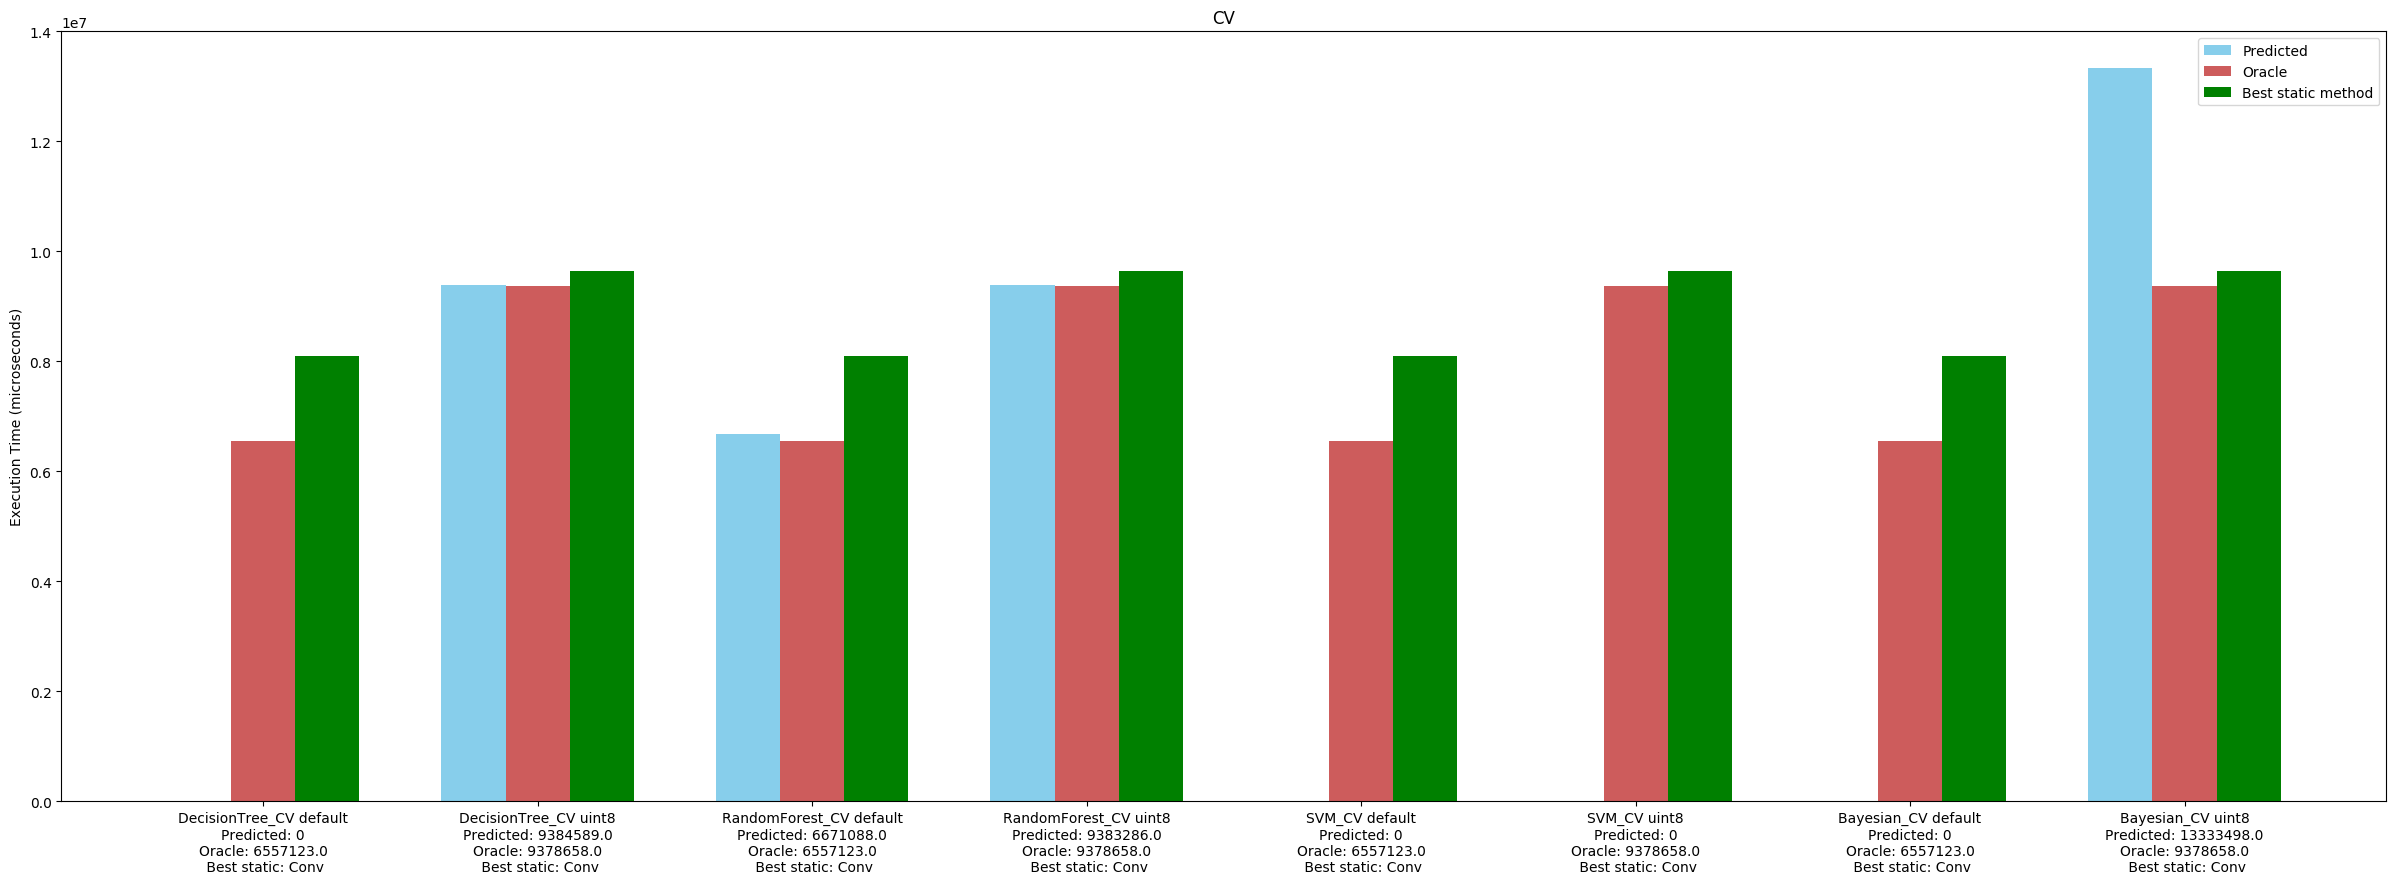 CV
1e7
1.4
1.2
1.0
0.8
0.6
0.4
0.2
0.0
Execution Time (microseconds)
Predicted
Oracle
Best static method
DecisionTree_CV default
Predicted: 0
Oracle: 6557123.0
Best static: Conv
DecisionTree_CV uint8
Predicted: 9384589.0
Oracle: 9378658.0
Best static: Conv
RandomForest_CV default
Predicted: 6671088.0
Oracle: 6557123.0
Best static: Conv
RandomForest_CV uint8
Predicted: 9383286.0
Oracle: 9378658.0
Best static: Conv
SVM_CV default
Predicted: 0
Oracle: 6557123.0
Best static: Conv
SVM_CV uint8
Predicted: 0
Oracle: 9378658.0
Best static: Conv
Bayesian_CV default
Predicted: 0
Oracle: 6557123.0
Best static: Conv
Bayesian_CV uint8
Predicted: 13333498.0
Oracle: 9378658.0
Best static: Conv